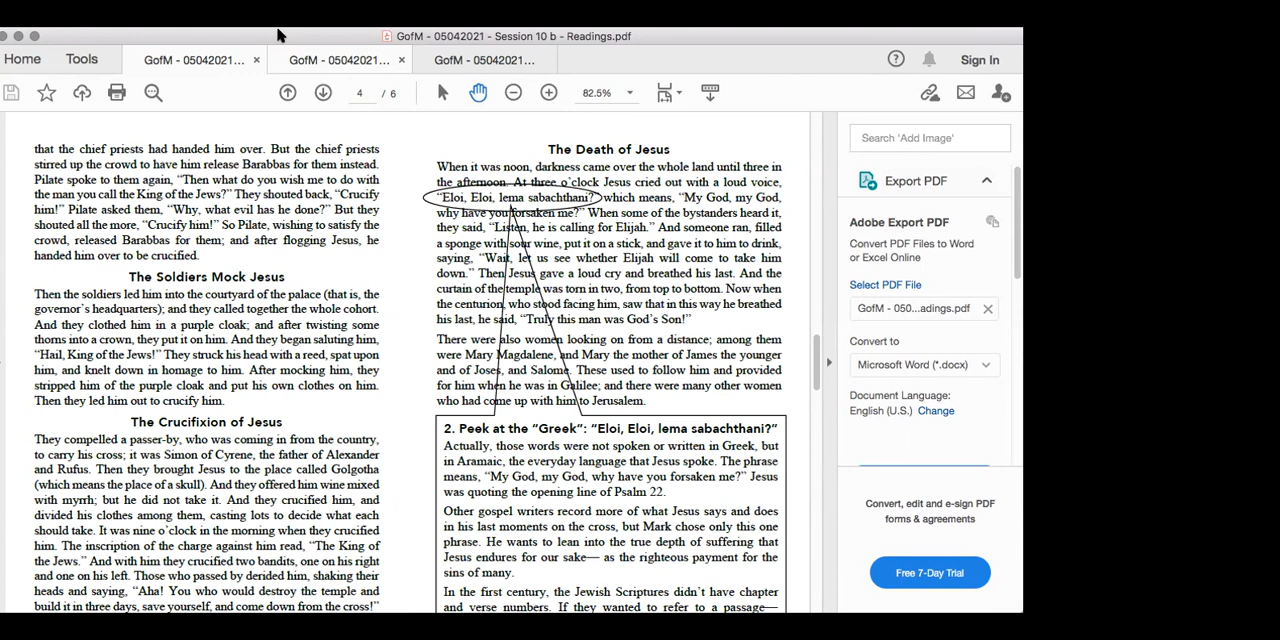 GofM - 05042021 - Session 10 b - Readings.pdf
Home Tools GofM - 05042021... × GofM - 05042021... × GofM - 05042021... Sign In
4 / 6 82.5%
that the chief priests had handed him over. But the chief priests
stirred up the crowd to have him release Barabbas for them instead.
Pilate spoke to them again, “Then what do you wish me to do with
the man you call the King of the Jews?” They shouted back, “Crucify
him!” Pilate asked them, “Why, what evil has he done?” But they
shouted all the more, “Crucify him!” So Pilate, wishing to satisfy the
crowd, released Barabbas for them; and after flogging Jesus, he
handed him over to be crucified.
The Soldiers Mock Jesus
Then the soldiers led him into the courtyard of the palace (that is, the
governor’s headquarters); and they called together the whole cohort.
And they clothed him in a purple cloak; and after twisting some
thorns into a crown, they put it on him. And they began saluting him,
“Hail, King of the Jews!” They struck his head with a reed, spat upon
him, and knelt down in homage to him. After mocking him, they
stripped him of the purple cloak and put his own clothes on him.
Then they led him out to crucify him.
The Crucifixion of Jesus
They compelled a passer-by, who was coming in from the country,
to carry his cross; it was Simon of Cyrene, the father of Alexander
and Rufus. Then they brought Jesus to the place called Golgotha
(which means the place of a skull). And they offered him wine mixed
with myrrh; but he did not take it. And they crucified him, and
divided his clothes among them, casting lots to decide what each
should take. It was nine o’clock in the morning when they crucified
him. The inscription of the charge against him read, “The King of
the Jews.” And with him they crucified two bandits, one on his right
and one on his left. Those who passed by derided him, shaking their
heads and saying, “Aha! You who would destroy the temple and
build it in three days, save yourself, and come down from the cross!”
The Death of Jesus
When it was noon, darkness came over the whole land until three in
the afternoon. At three o’clock Jesus cried out with a loud voice,
“Eloi, Eloi, lema sabachthani?” which means, “My God, my God,
why have you forsaken me?” When some of the bystanders heard it,
they said, “Listen, he is calling for Elijah.” And someone ran, filled
a sponge with sour wine, put it on a stick, and gave it to him to drink,
saying, “Wait, let us see whether Elijah will come to take him
down.” Then Jesus gave a loud cry and breathed his last. And the
curtain of the temple was torn in two, from top to bottom. Now when
the centurion, who stood facing him, saw that in this way he breathed
his last, he said, “Truly this man was God’s Son!”
There were also women looking on from a distance; among them
were Mary Magdalene, and Mary the mother of James the younger
and of Joses, and Salome. These used to follow him and provided
for him when he was in Galilee; and there were many other women
who had come up with him to Jerusalem.
2. Peek at the “Greek”: “Eloi, Eloi, lema sabachthani?”
Actually, those words were not spoken or written in Greek, but
in Aramaic, the everyday language that Jesus spoke. The phrase
means, “My God, my God, why have you forsaken me?” Jesus
was quoting the opening line of Psalm 22.
Other gospel writers record more of what Jesus says and does
in his last moments on the cross, but Mark chose only this one
phrase. He wants to lean into the true depth of suffering that
Jesus endures for our sake— as the righteous payment for the
sins of many.
In the first century, the Jewish Scriptures didn’t have chapter
and verse numbers. If they wanted to refer to a passage—
Search 'Add Image'
Export PDF
Adobe Export PDF
Convert PDF Files to Word
or Excel Online
Select PDF File
GofM - 050...adings.pdf ×
Convert to
Microsoft Word (*.docx)
Document Language:
English (U.S.) Change
Convert, edit and e-sign PDF
forms & agreements
Free 7-Day Trial